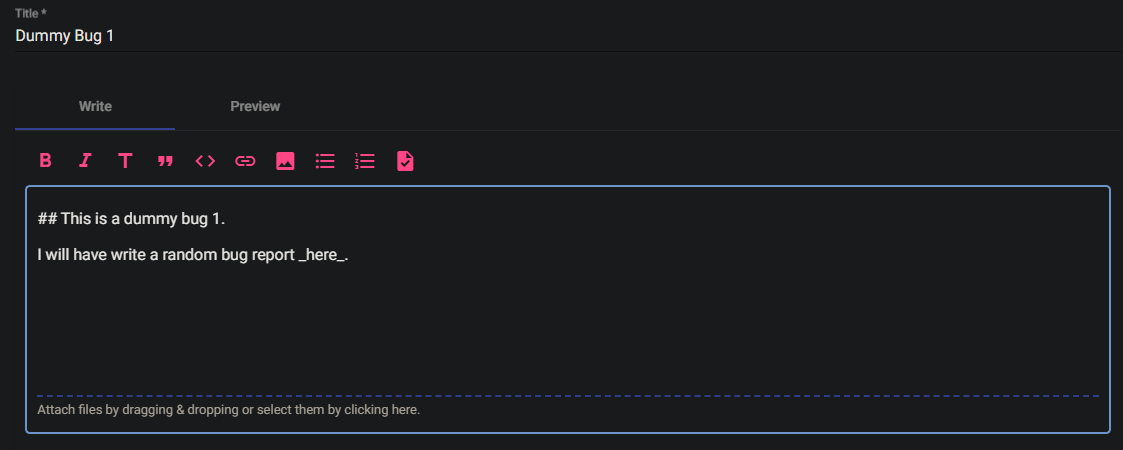 Title *
Dummy Bug 1
Write
Preview
## This is a dummy bug 1.
I will have write a random bug report _here_.
Attach files by dragging & dropping or select them by clicking here.